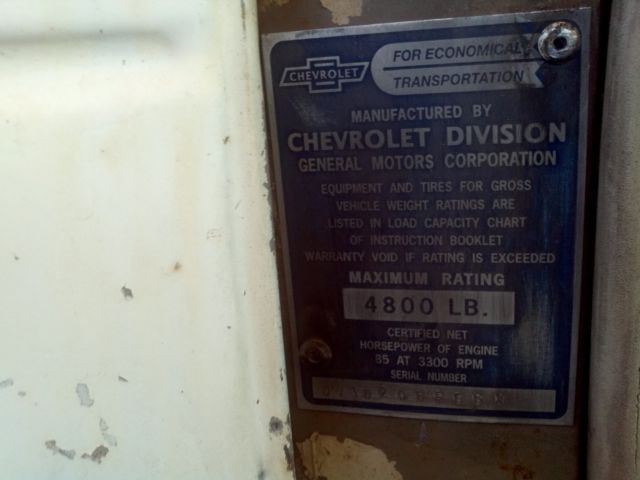 CHEVROLET
FOR ECONOMICAL
TRANSPORTATION
MANUFACTURED BY
CHEVROLET DIVISION
GENERAL MOTORS CORPORATION
EQUIPMENT AND TIRES FOR GROSS
VEHICLE WEIGHT RATINGS ARE
LISTED IN LOAD CAPACITY CHART
OF INSTRUCTION BOOKLET
WARRANTY VOID IF RATING IS EXCEEDED
MAXIMUM RATING
4800 LB.
CERTIFIED NET
HORSEPOWER OF ENGINE
85 AT 3300 RPM
SERIAL NUMBER